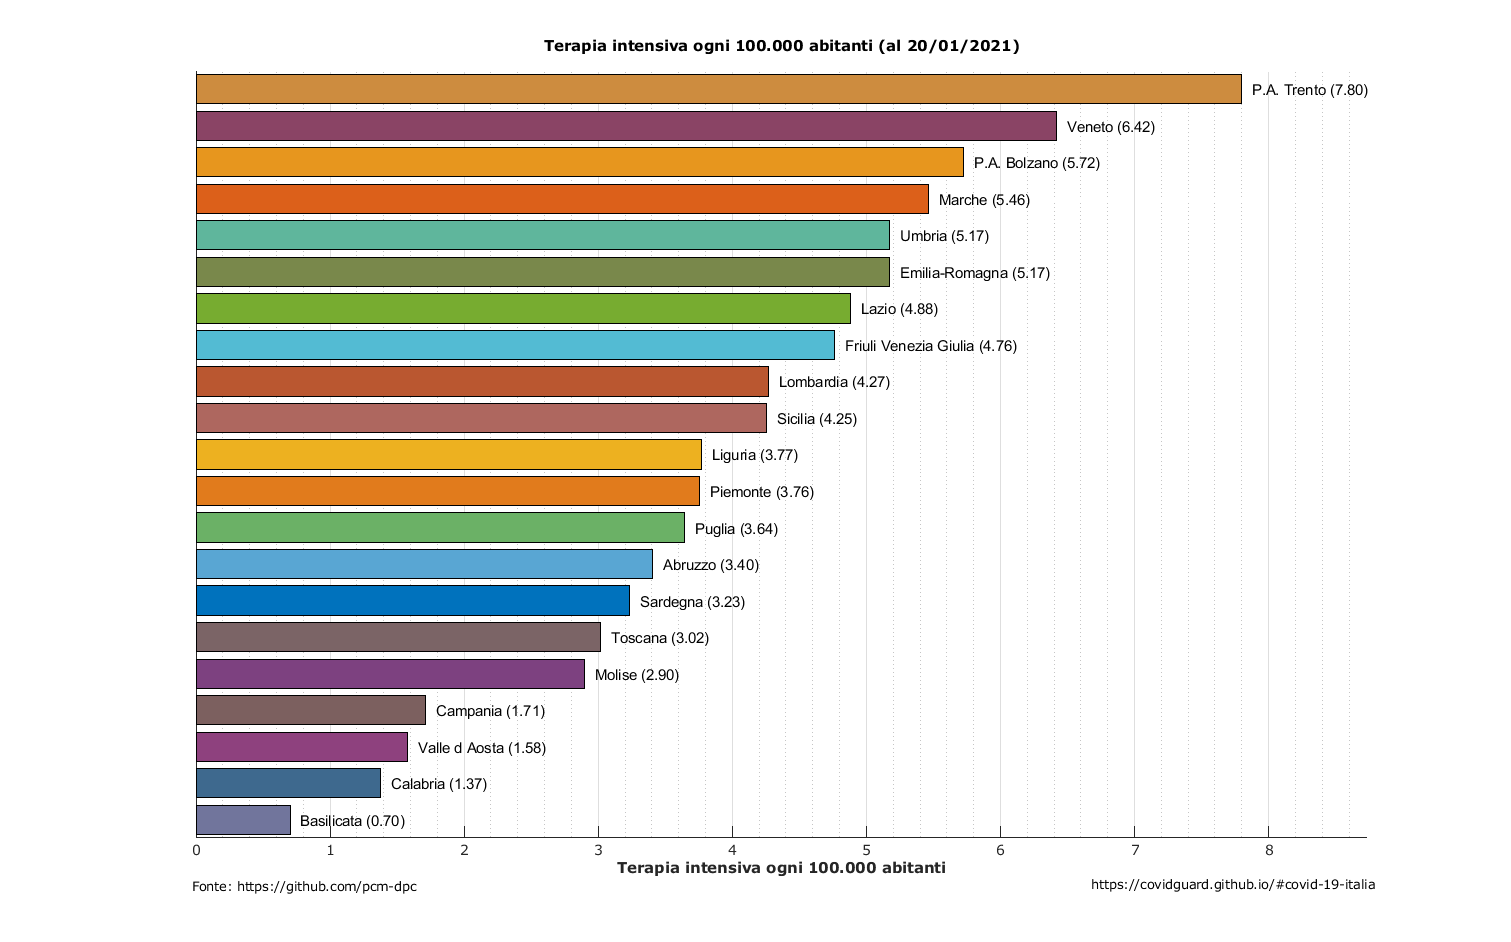 Terapia intensiva ogni 100.000 abitanti (al 20/01/2021)
P.A. Trento (7.80)
Veneto (6.42)
P.A. Bolzano (5.72)
Marche (5.46)
Umbria (5.17)
Emilia-Romagna (5.17)
Lazio (4.88)
Friuli Venezia Giulia (4.76)
Lombardia (4.27)
Sicilia (4.25)
Liguria (3.77)
Piemonte (3.76)
Puglia (3.64)
Abruzzo (3.40)
Sardegna (3.23)
Toscana (3.02)
Molise (2.90)
Campania (1.71)
Valle d Aosta (1.58)
Calabria (1.37)
Basilicata (0.70)
0 1 2 3 4 5 6 7 8
Terapia intensiva ogni 100.000 abitanti
Fonte: https://github.com/pcm-dpc
https://covidguard.github.io/#covid-19-italia